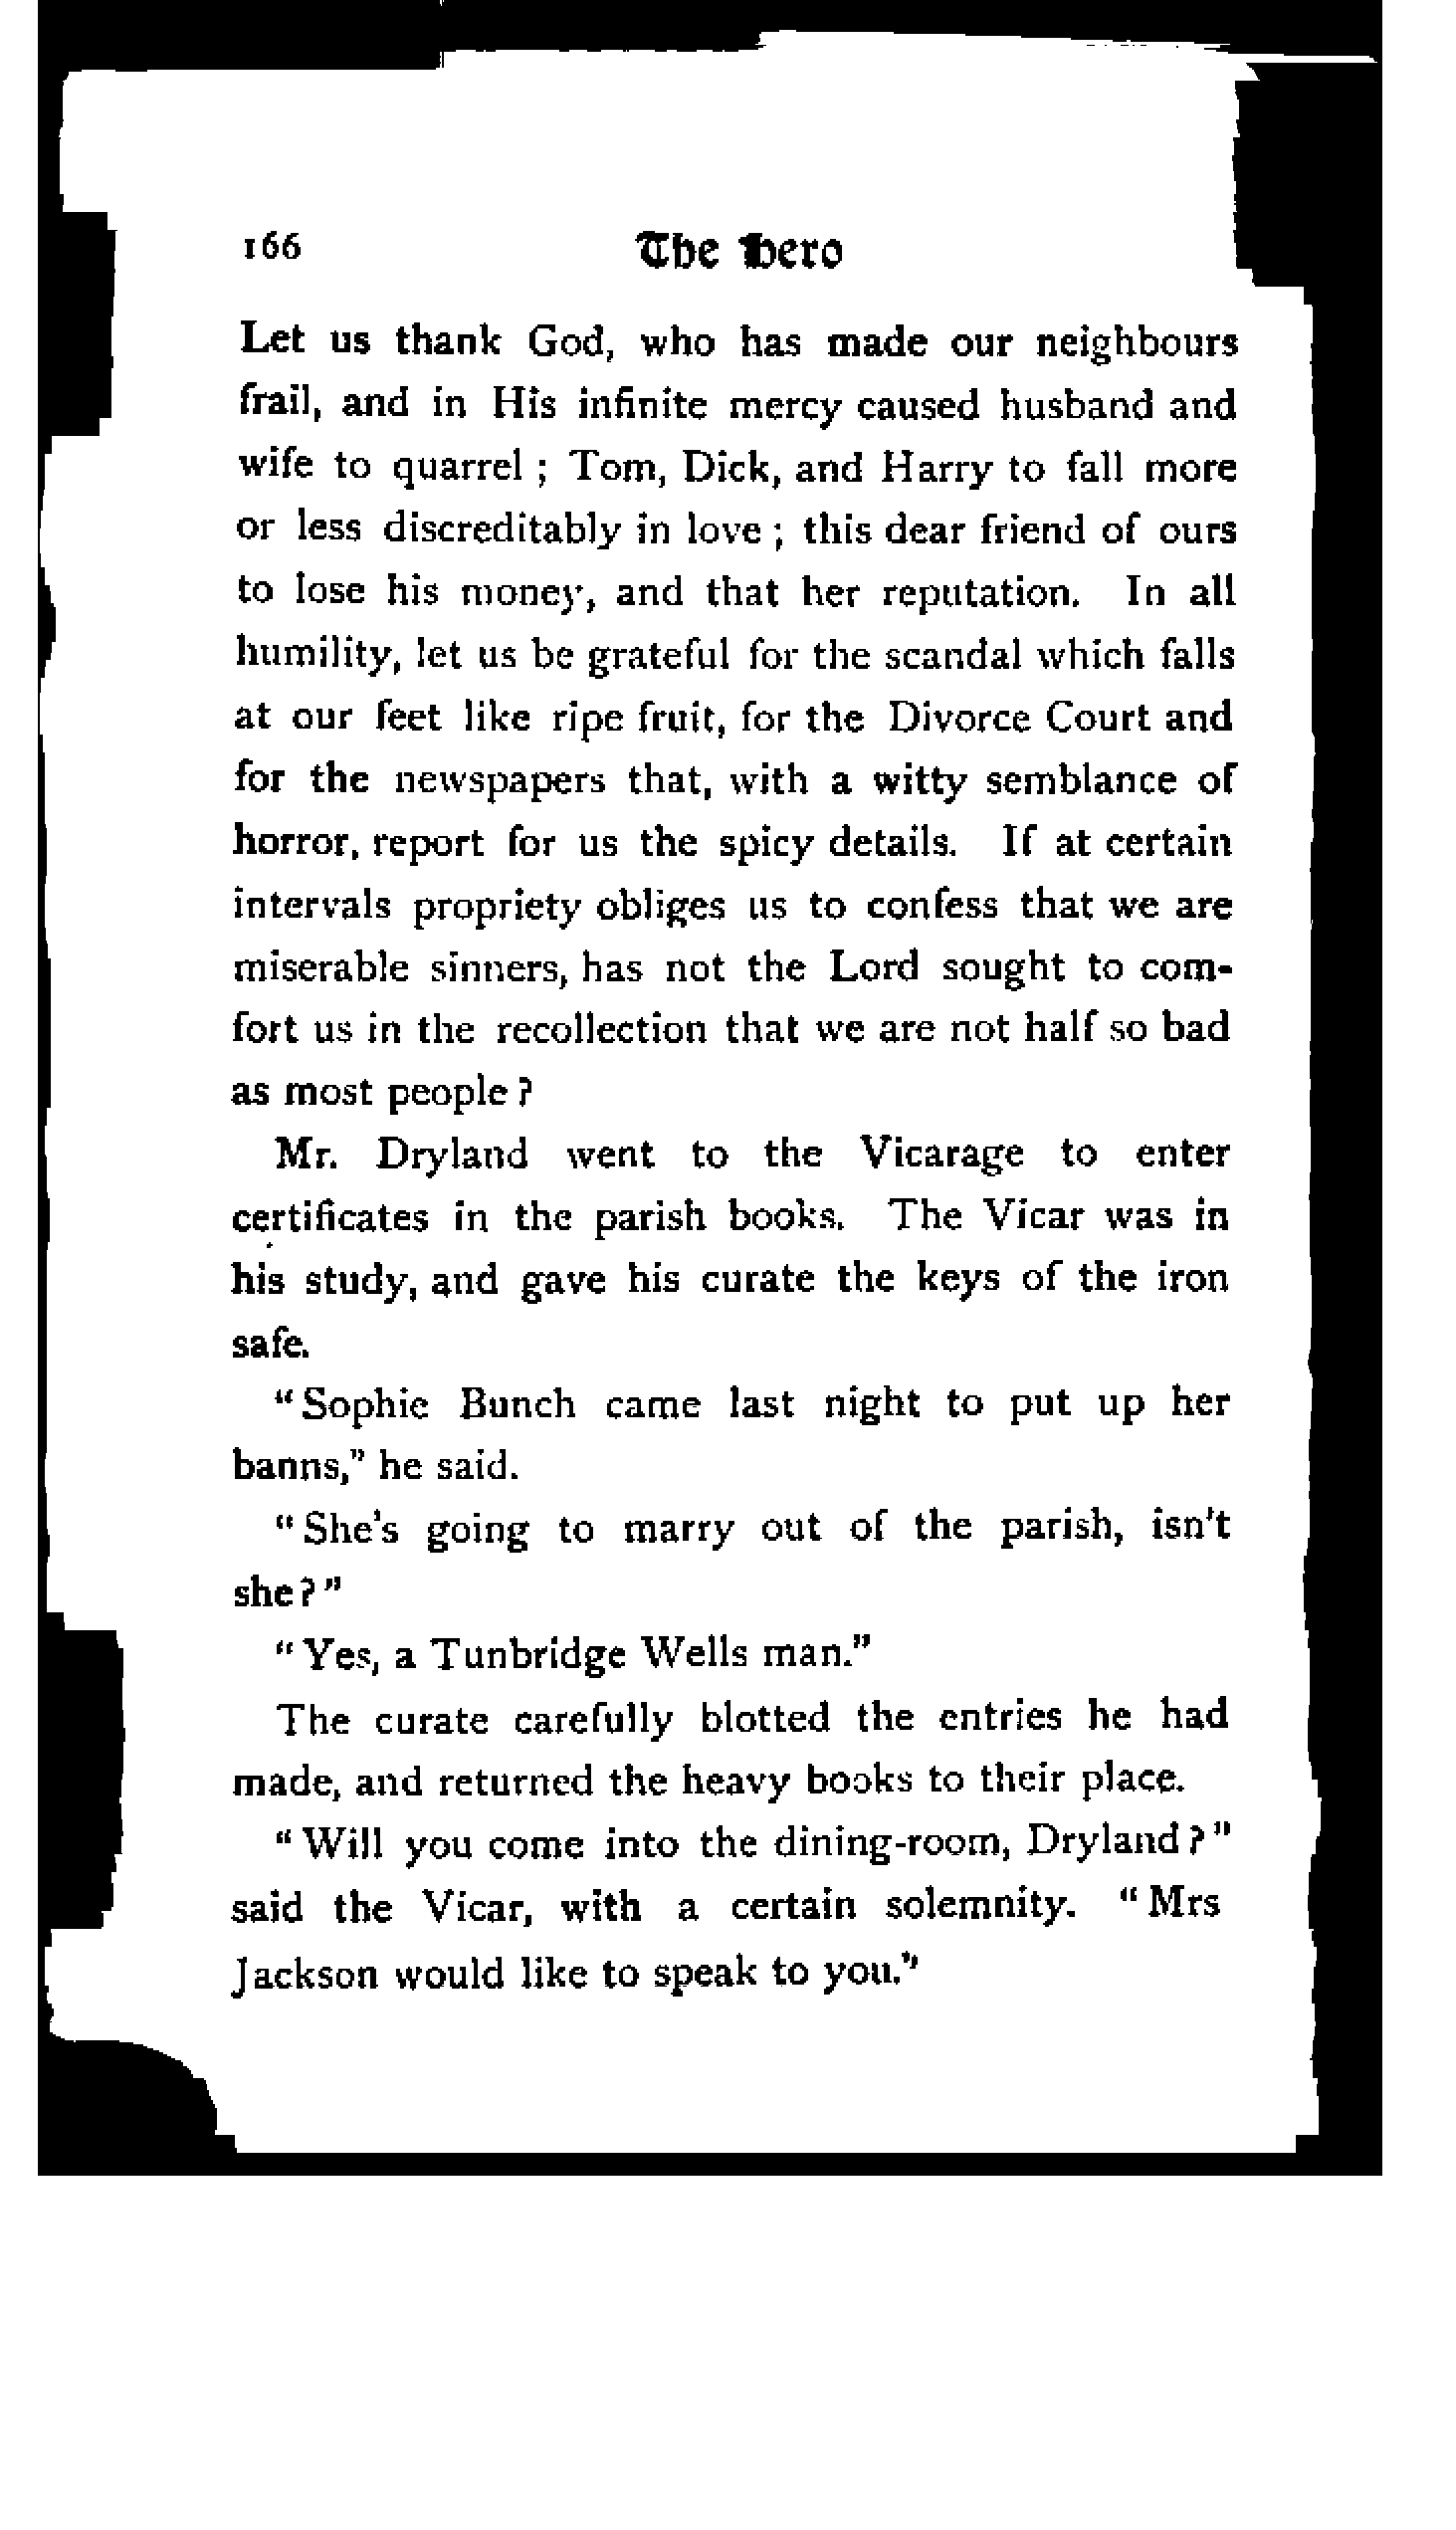 166 The Hero
Let us thank God, who has made our neighbours
frail, and in His infinite mercy caused husband and
wife to quarrel ; Tom, Dick, and Harry to fall more
or less discreditably in love ; this dear friend of ours
to lose his money, and that her reputation. In all
humility, let us be grateful for the scandal which falls
at our feet like ripe fruit, for the Divorce Court and
for the newspapers that, with a witty semblance of
horror, report for us the spicy details. If at certain
intervals propriety obliges us to confess that we are
miserable sinners, has not the Lord sought to com-
fort us in the recollection that we are not half so bad
as most people ?
Mr. Dryland went to the Vicarage to enter
certificates in the parish books. The Vicar was in
his study, and gave his curate the keys of the iron
safe.
“Sophie Bunch came last night to put up her
banns,” he said.
“She's going to marry out of the parish, isn't
she?”
“Yes, a Tunbridge Wells man.”
The curate carefully blotted the entries he had
made, and returned the heavy books to their place.
“Will you come into the dining-room, Dryland?”
said the Vicar, with a certain solemnity. “Mrs
Jackson would like to speak to you.”